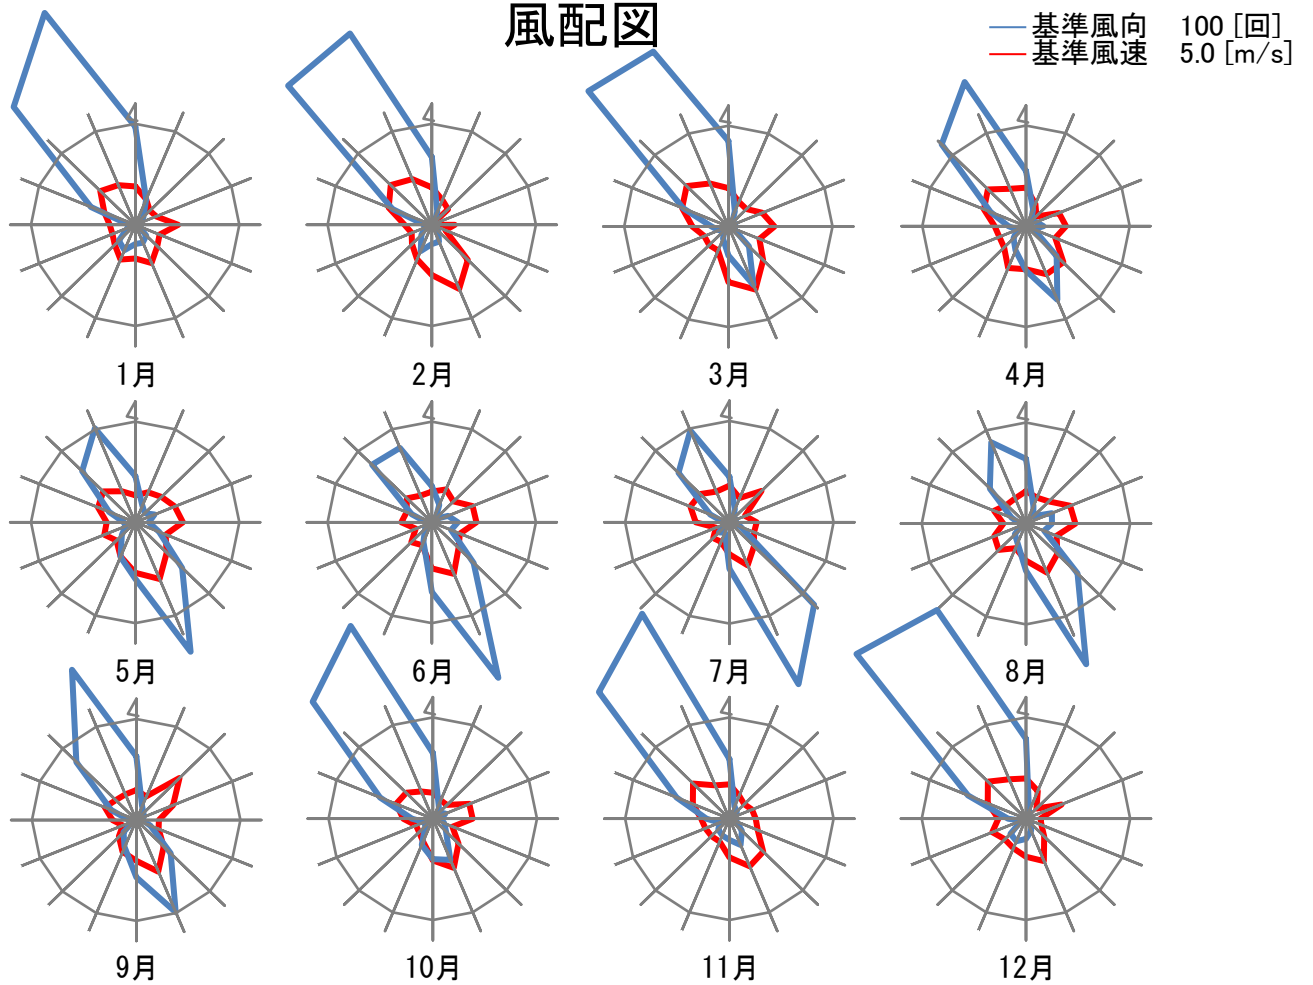 風配図
基準風向 100 [回]
基準風速 5.0 [m/s]
1月
2月
3月
4月
5月
6月
7月
8月
9月
10月
11月
12月